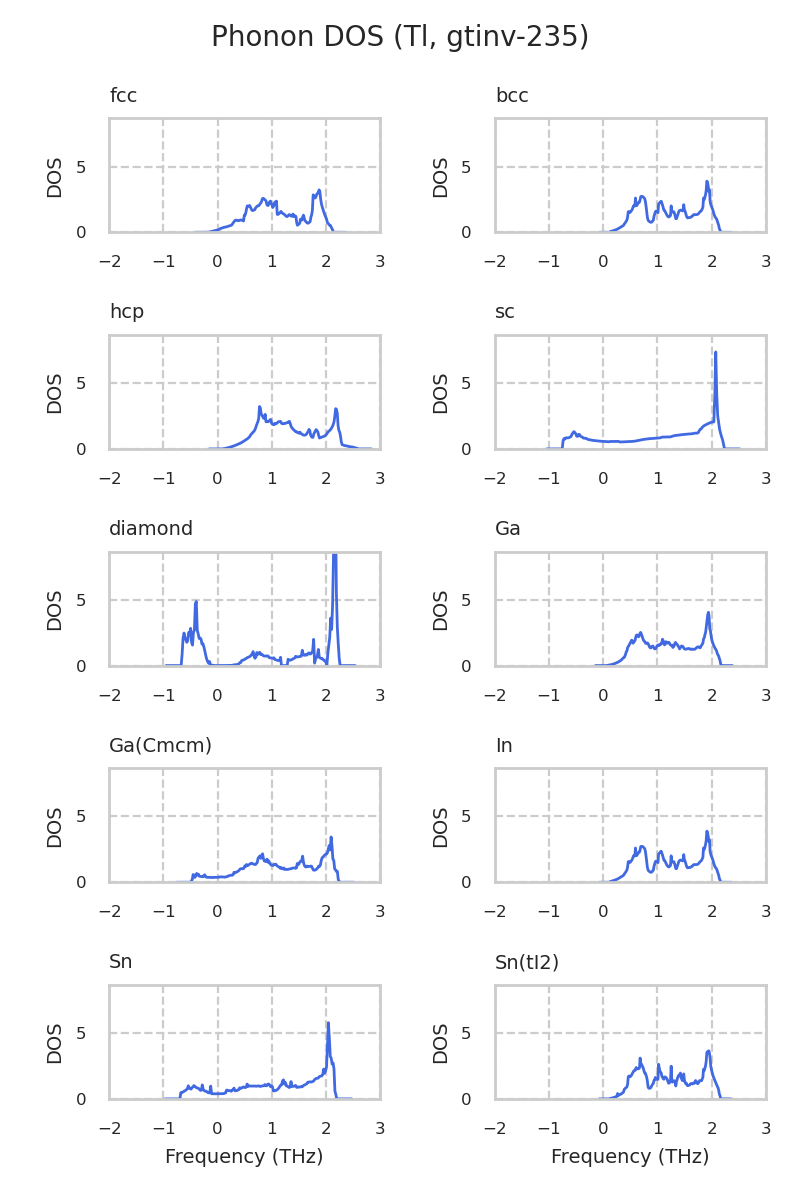 Phonon DOS (Tl, gtinv-235)
fcc
bcc
DOS
5
0
−2 −1 0 1 2 3
DOS
5
0
−2 −1 0 1 2 3
hcp
sc
DOS
5
0
−2 −1 0 1 2 3
DOS
5
0
−2 −1 0 1 2 3
diamond
Ga
DOS
5
0
−2 −1 0 1 2 3
DOS
5
0
−2 −1 0 1 2 3
Ga(Cmcm)
In
DOS
5
0
−2 −1 0 1 2 3
DOS
5
0
−2 −1 0 1 2 3
Sn
Sn(tI2)
DOS
5
0
−2 −1 0 1 2 3
Frequency (THz)
DOS
5
0
−2 −1 0 1 2 3
Frequency (THz)